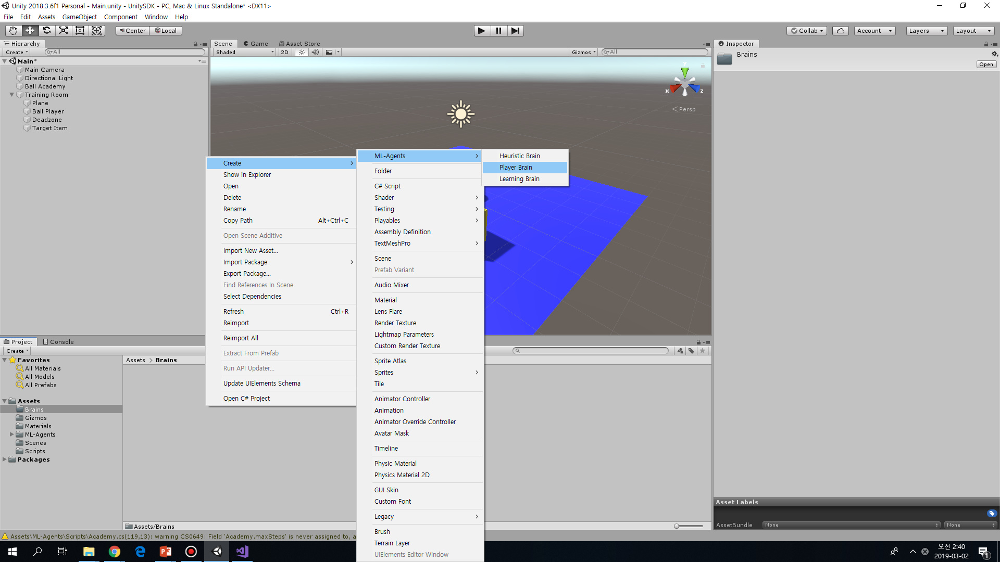 Unity 2018.3.6f1 Personal - Main.unity - UnitySDK - PC, Mac & Linux Standalone* <DX11>
File Edit Assets GameObject Component Window Help
Center Local
Collab Account Layers Layout
Hierarchy
Create All
Main*
Main Camera
Directional Light
Ball Academy
Training Room
Plane
Ball Player
Deadzone
Target Item
Scene Game Asset Store
Shaded 2D Gizmos All
y
x z
Persp
Inspector
Brains
Open
Create
Show in Explorer
Open
Delete
Rename
Copy Path Alt+Ctrl+C
Open Scene Additive
Import New Asset...
Import Package
Export Package...
Find References In Scene
Select Dependencies
Refresh Ctrl+R
Reimport
Reimport All
Extract From Prefab
Run API Updater...
Update UIElements Schema
Open C# Project
ML-Agents
Folder
C# Script
Shader
Testing
Playables
Assembly Definition
TextMeshPro
Scene
Prefab Variant
Audio Mixer
Material
Lens Flare
Render Texture
Lightmap Parameters
Custom Render Texture
Sprite Atlas
Sprites
Tile
Animator Controller
Animation
Animator Override Controller
Avatar Mask
Timeline
Physic Material
Physics Material 2D
GUI Skin
Custom Font
Legacy
Brush
Terrain Layer
UIElements Editor Window
Heuristic Brain
Player Brain
Learning Brain
Project Console
Create
Favorites
All Materials
All Models
All Prefabs
Assets
Brains
Gizmos
Materials
ML-Agents
Scenes
Scripts
Packages
Assets > Brains
Assets/Brains
Asset Labels
AssetBundle None None
Assets\ML-Agents\Scripts\Academy.cs(119,13): warning CS0649: Field 'Academy.maxSteps' is never assigned to, a
오전 2:40
2019-03-02
1